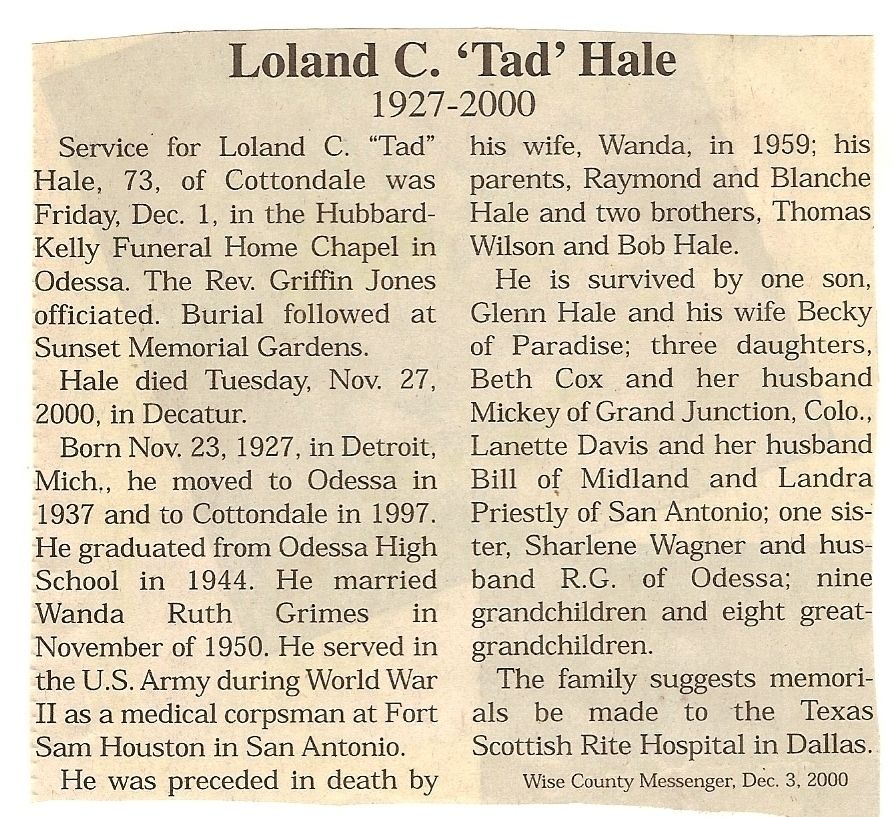 Loland C. ‘Tad’ Hale
1927-2000
Service for Loland C. “Tad”
Hale, 73, of Cottondale was
Friday, Dec. 1, in the Hubbard-
Kelly Funeral Home Chapel in
Odessa. The Rev. Griffin Jones
officiated. Burial followed at
Sunset Memorial Gardens.
Hale died Tuesday, Nov. 27,
2000, in Decatur.
Born Nov. 23, 1927, in Detroit,
Mich., he moved to Odessa in
1937 and to Cottondale in 1997.
He graduated from Odessa High
School in 1944. He married
Wanda Ruth Grimes in
November of 1950. He served in
the U.S. Army during World War
II as a medical corpsman at Fort
Sam Houston in San Antonio.
He was preceded in death by
his wife, Wanda, in 1959; his
parents, Raymond and Blanche
Hale and two brothers, Thomas
Wilson and Bob Hale.
He is survived by one son,
Glenn Hale and his wife Becky
of Paradise; three daughters,
Beth Cox and her husband
Mickey of Grand Junction, Colo.,
Lanette Davis and her husband
Bill of Midland and Landra
Priestly of San Antonio; one sis-
ter, Sharlene Wagner and hus-
band R.G. of Odessa; nine
grandchildren and eight great-
grandchildren.
The family suggests memori-
als be made to the Texas
Scottish Rite Hospital in Dallas.
Wise County Messenger, Dec. 3, 2000